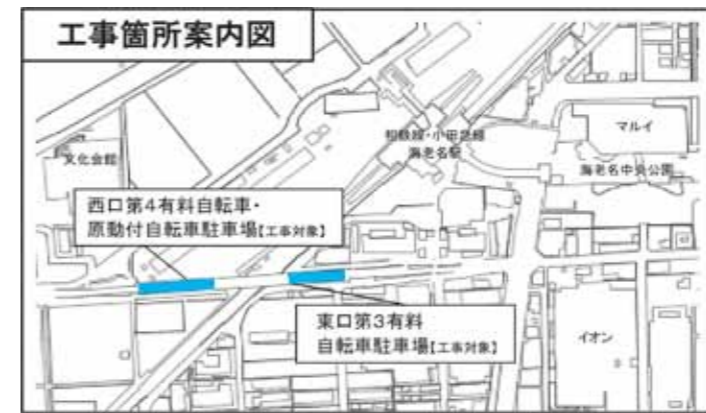 工事箇所案内図
マルイ
相鉄線・小田急線
海老名駅
文化会館
海老名中央公園
西口第4有料自転車・
原動付自転車駐車場【工事対象】
東口第3有料
自転車駐車場【工事対象】
イオン